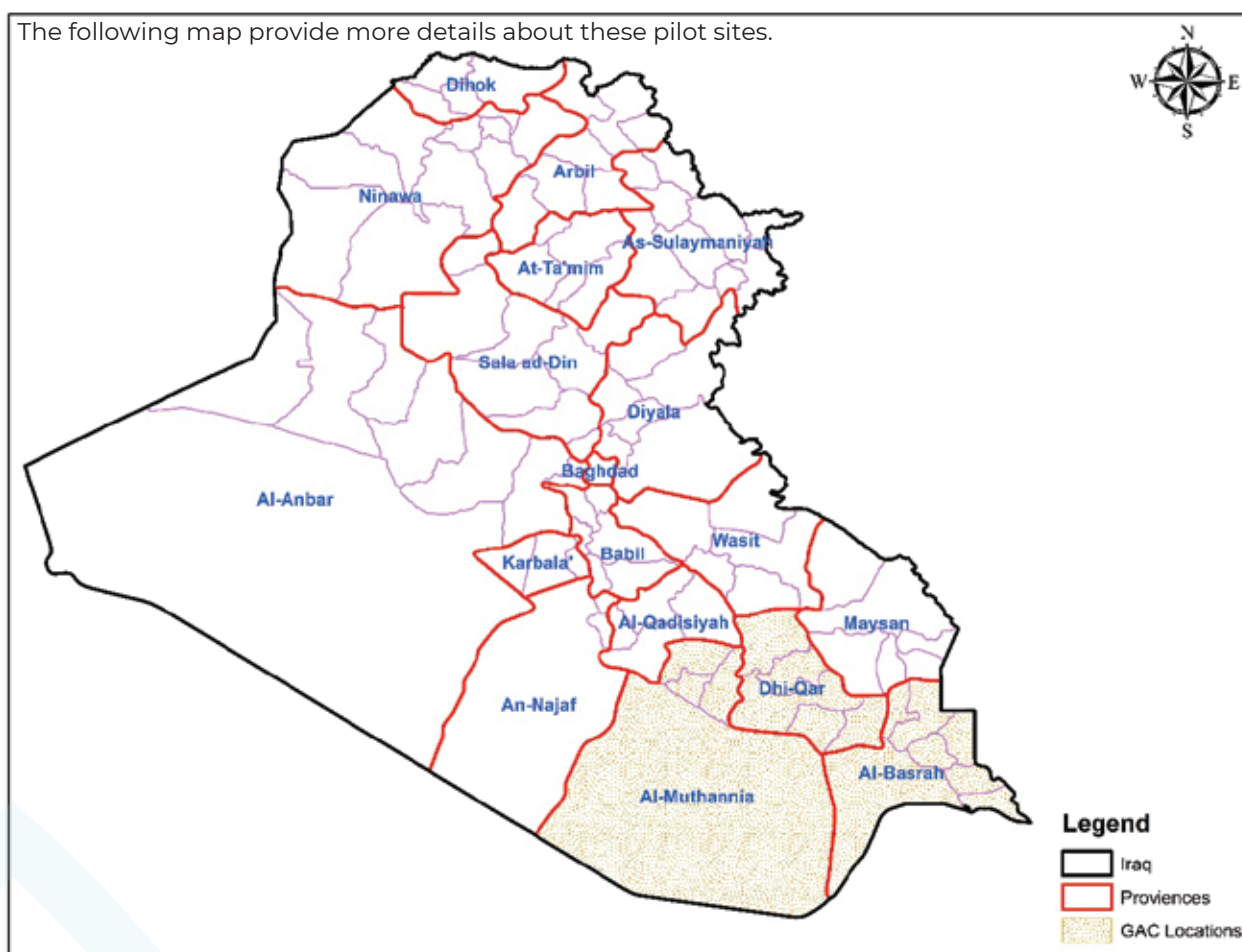 The following map provide more details about these pilot sites.
N
W
E
S
Dihok
Ninawa
Arbil
As-Sulaymaniyah
At-Ta'mim
Sala ad-Din
Diyala
Baghdad
Al-Anbar
Wasit
Karbala'
Babil
Al-Qadisiyah
Maysan
Dhi-Qar
An-Najaf
Al-Basrah
Al-Muthannia
Legend
Iraq
Proviences
GAC Locations